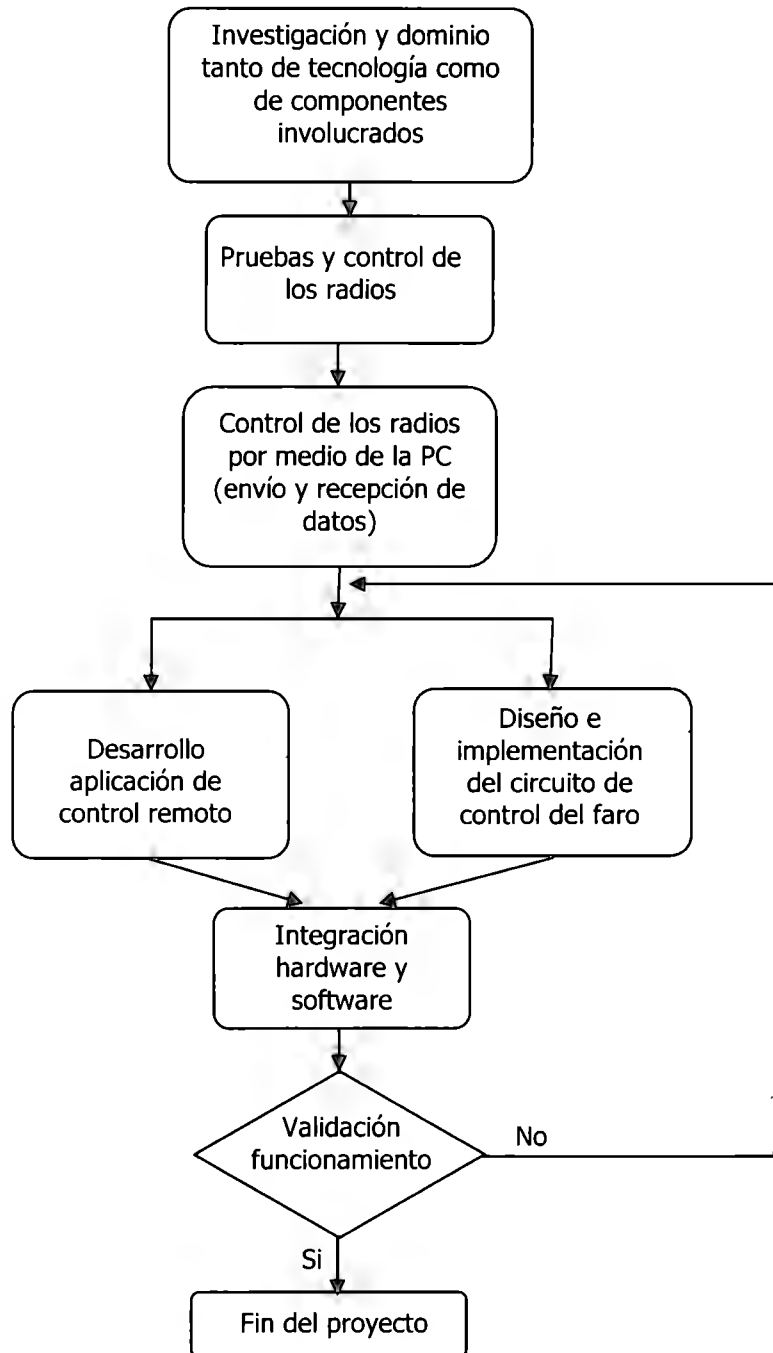 Investigación y dominio
tanto de tecnología como
de componentes
involucrados
Pruebas y control de
los radios
Control de los radios
por medio de la PC
(envío y recepción de
datos)
Desarrollo
aplicación de
control remoto
Diseño e
implementación
del circuito de
control del faro
Integración
hardware y
software
Validación
funcionamiento
No
Si
Fin del proyecto